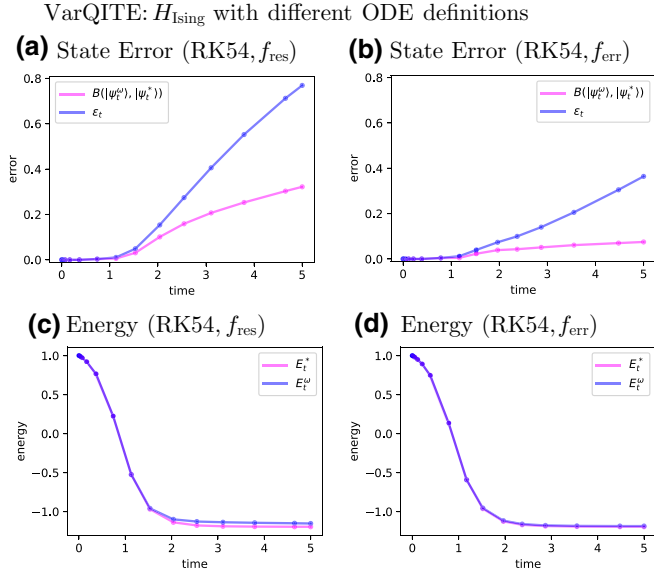 VarQITE: H_Ising with different ODE definitions
(a) State Error (RK54, f_res)
(b) State Error (RK54, f_err)
0.8
0.6
0.4
0.2
0.0
error
B(|ψ_t^ω⟩, |ψ_t^*⟩)
ε_t
0 1 2 3 4 5
time
0.8
0.6
0.4
0.2
0.0
error
B(|ψ_t^ω⟩, |ψ_t^*⟩)
ε_t
0 1 2 3 4 5
time
(c) Energy (RK54, f_res)
(d) Energy (RK54, f_err)
1.0
0.5
0.0
−0.5
−1.0
energy
E_t^*
E_t^ω
0 1 2 3 4 5
time
1.0
0.5
0.0
−0.5
−1.0
energy
E_t^*
E_t^ω
0 1 2 3 4 5
time